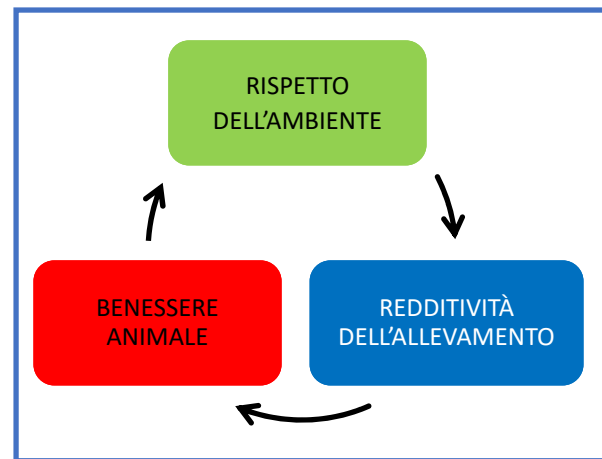 RISPETTO
DELL’AMBIENTE
BENESSERE
ANIMALE
REDDITIVITÀ
DELL’ALLEVAMENTO